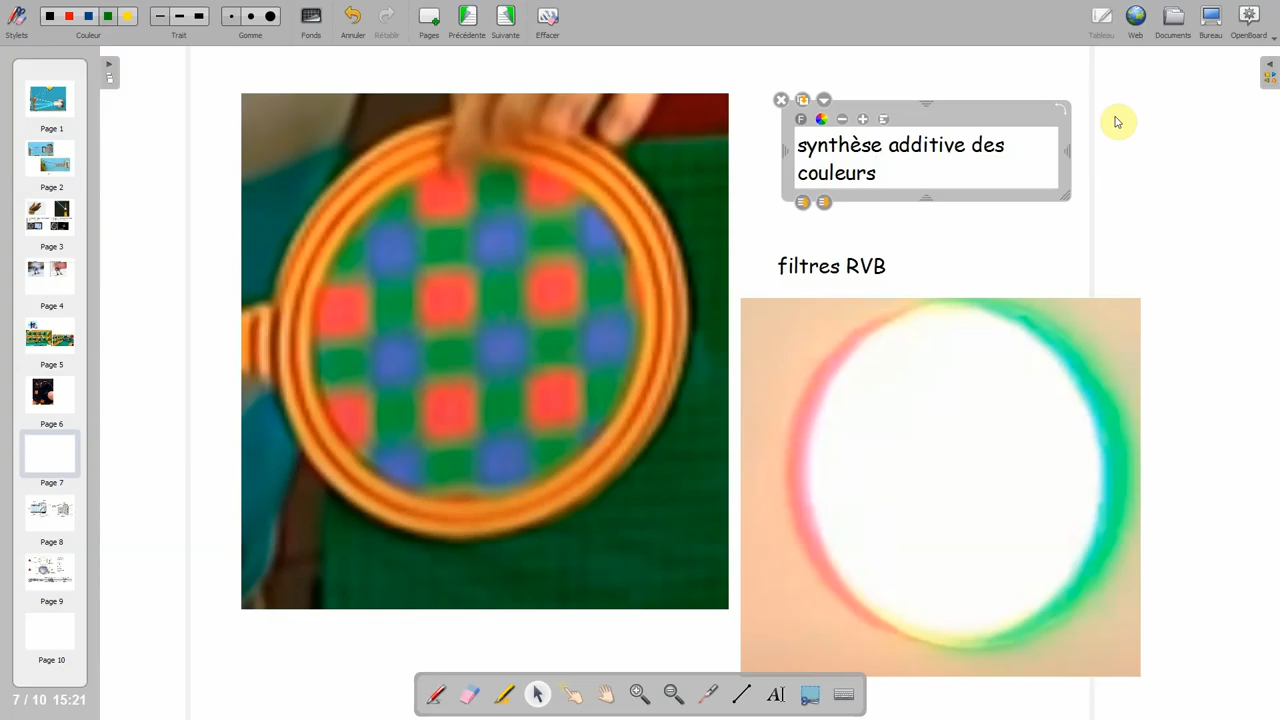 Stylets
Couleur
Trait
Gomme
Fonds
Annuler
Rétablir
Pages
Précédente
Suivante
Effacer
Tableau
Web
Documents
Bureau
OpenBoard
Page 1
Page 2
Page 3
Page 4
Page 5
Page 6
Page 7
Page 8
Page 9
Page 10
7 / 10 15:21
F
synthèse additive des
couleurs
filtres RVB
AI